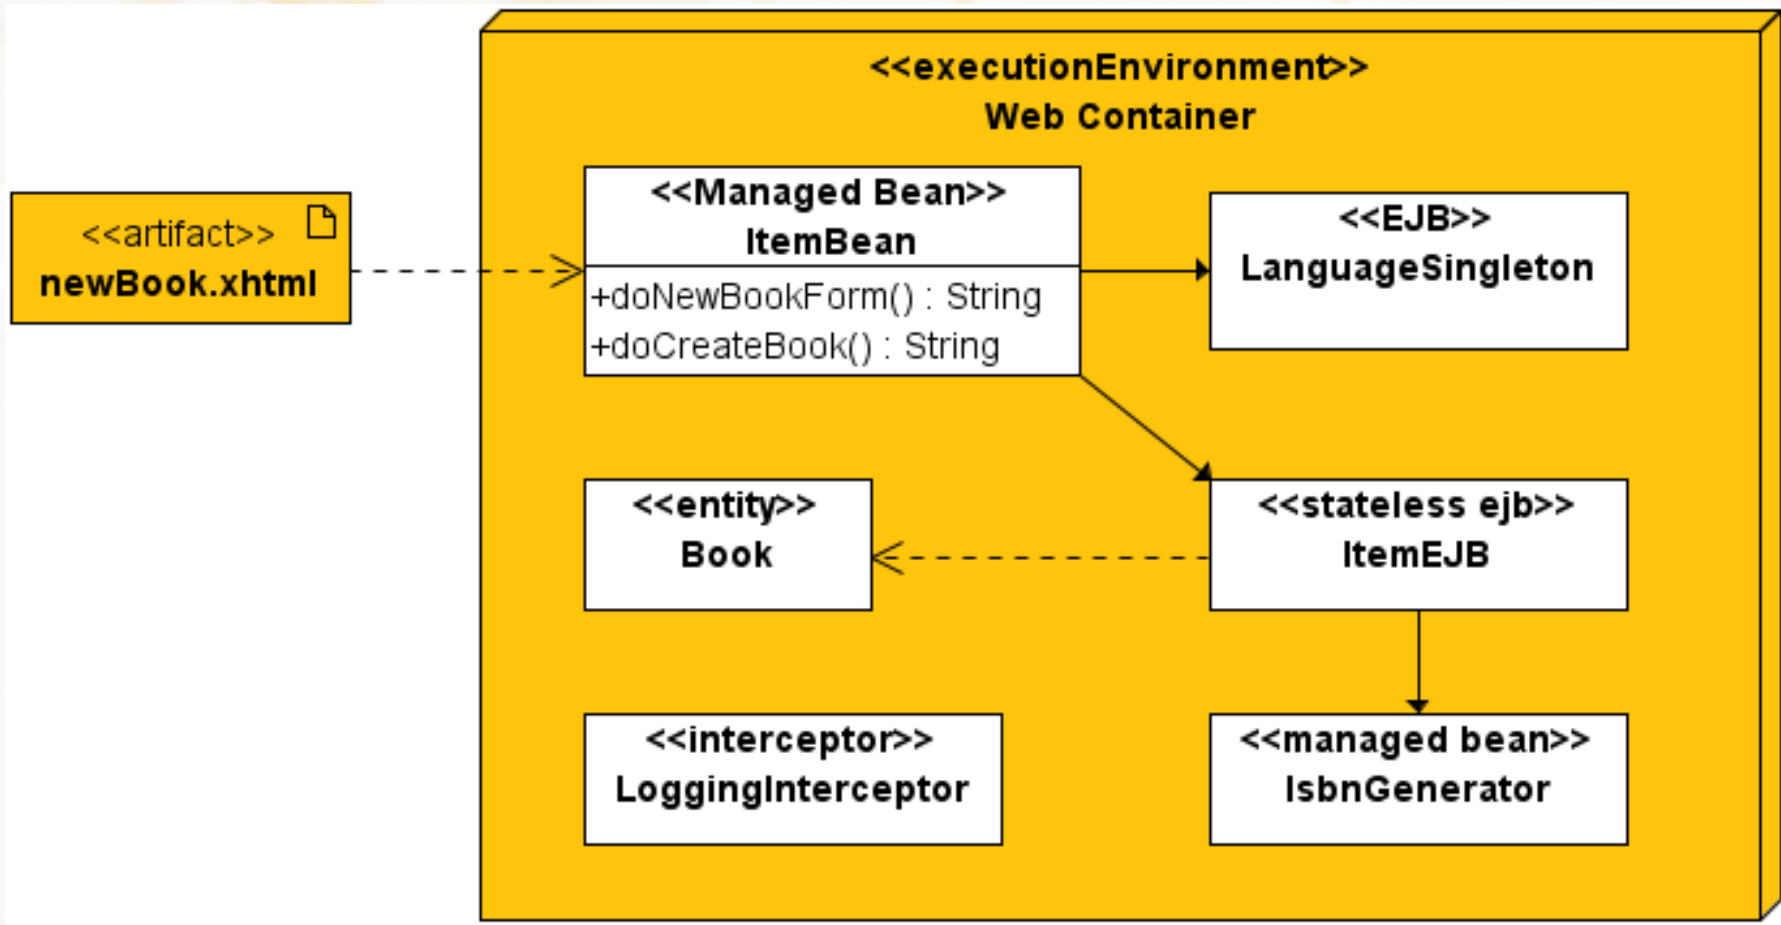 <<executionEnvironment>>
Web Container
<<artifact>>
newBook.xhtml
<<Managed Bean>>
ItemBean
+doNewBookForm() : String
+doCreateBook() : String
<<EJB>>
LanguageSingleton
<<entity>>
Book
<<stateless ejb>>
ItemEJB
<<interceptor>>
LoggingInterceptor
<<managed bean>>
IsbnGenerator